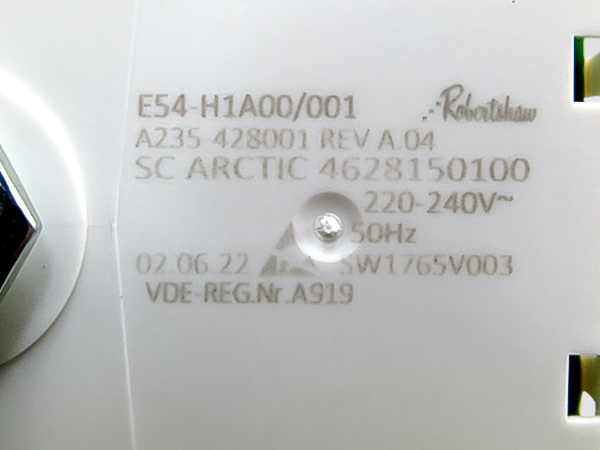 E54-H1A00/001 Robertshaw
A235-428001 REV A.04
SC ARCTIC 4628150100
220-240V~
50Hz
02.06.22 SW1765V003
VDE-REG.Nr.A919